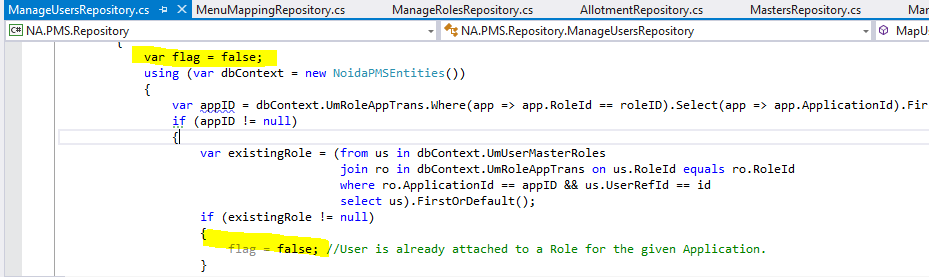 ManageUsersRepository.cs MenuMappingRepository.cs ManageRolesRepository.cs AllotmentRepository.cs MastersRepository.cs Mar
C# NA.PMS.Repository NA.PMS.Repository.ManageUsersRepository MapUs
{
var flag = false;
using (var dbContext = new NoidaPMSEntities())
{
var appID = dbContext.UmRoleAppTrans.Where(app => app.RoleId == roleID).Select(app => app.ApplicationId).Firs
if (appID != null)
{
var existingRole = (from us in dbContext.UmUserMasterRoles
join ro in dbContext.UmRoleAppTrans on us.RoleId equals ro.RoleId
where ro.ApplicationId == appID && us.UserRefId == id
select us).FirstOrDefault();
if (existingRole != null)
{
flag = false; //User is already attached to a Role for the given Application.
}